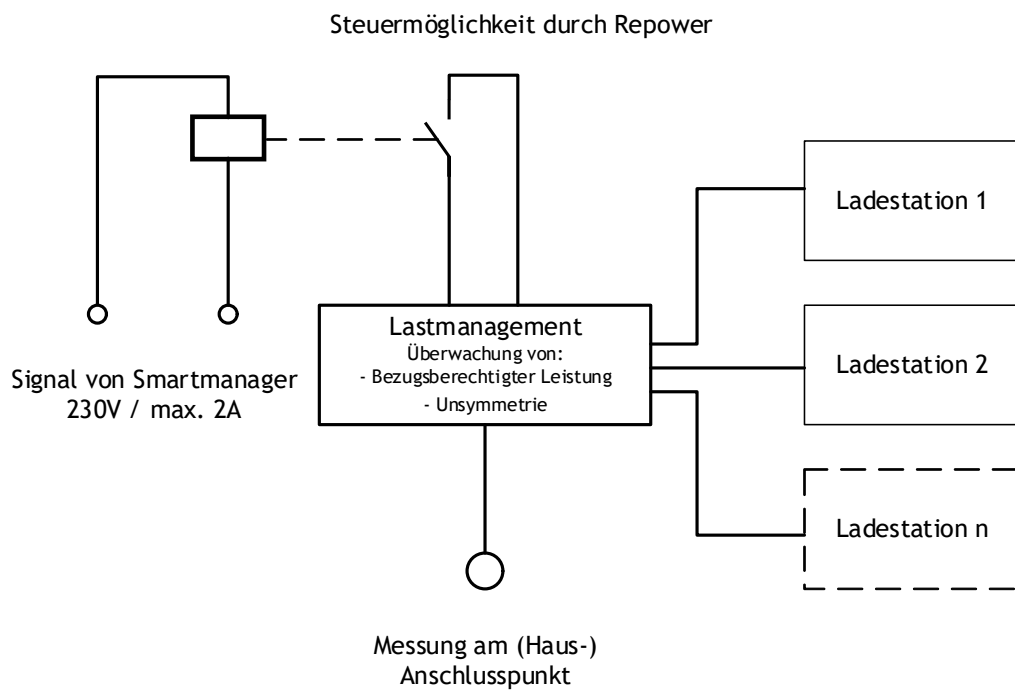 Steuermöglichkeit durch Repower
Ladestation 1
Lastmanagement
Überwachung von:
- Bezugsberechtigter Leistung
- Unsymmetrie
Ladestation 2
Signal von Smartmanager
230V / max. 2A
Ladestation n
Messung am (Haus-)
Anschlusspunkt